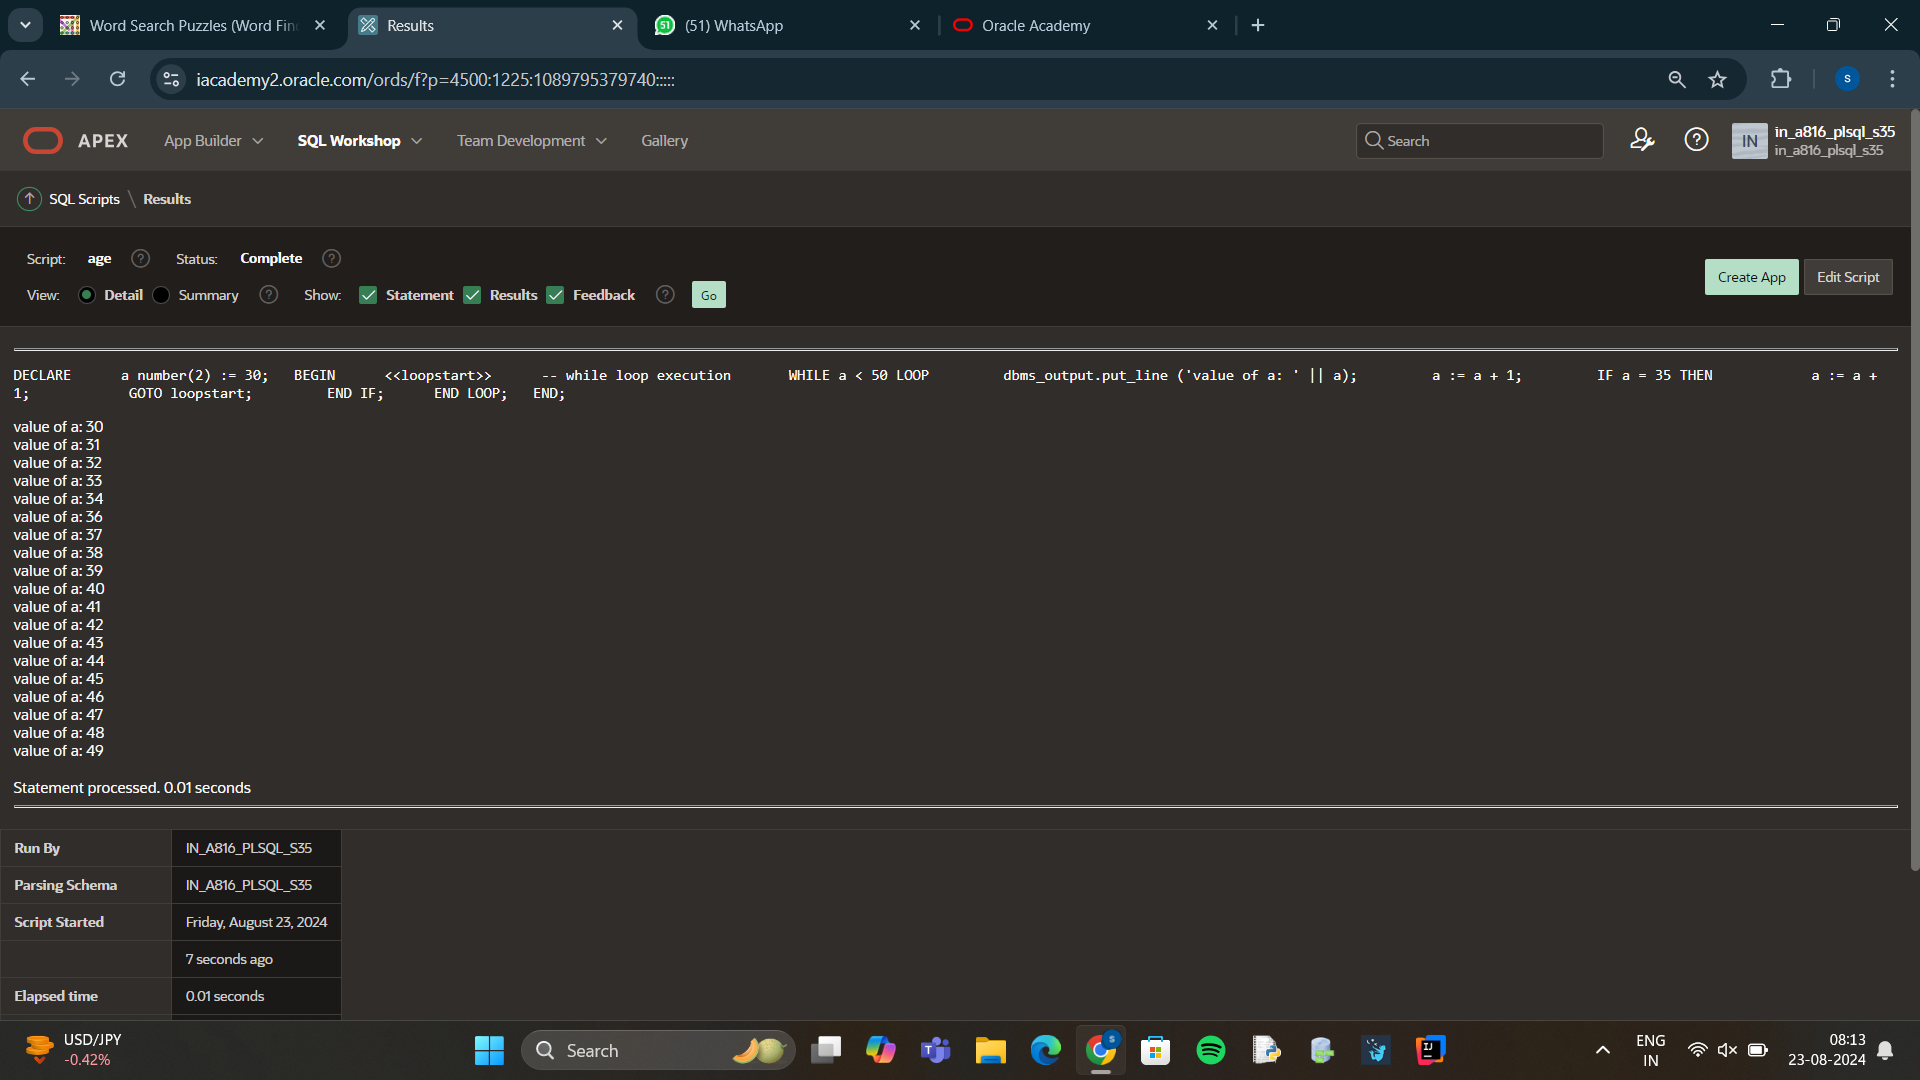 Word Search Puzzles (Word Fin
Results
(51) WhatsApp
Oracle Academy
iacademy2.oracle.com/ords/f?p=4500:1225:1089795379740:::::
S
APEX
App Builder
SQL Workshop
Team Development
Gallery
Search
IN
in_a816_plsql_s35
in_a816_plsql_s35
SQL Scripts \ Results
Script: age
Status: Complete
View: Detail Summary
Show: Statement Results Feedback
Go
Create App
Edit Script
DECLARE a number(2) := 30; BEGIN <<loopstart>> -- while loop execution WHILE a < 50 LOOP dbms_output.put_line ('value of a: ' || a); a := a + 1; IF a = 35 THEN a := a +
1; GOTO loopstart; END IF; END LOOP; END;
value of a: 30
value of a: 31
value of a: 32
value of a: 33
value of a: 34
value of a: 36
value of a: 37
value of a: 38
value of a: 39
value of a: 40
value of a: 41
value of a: 42
value of a: 43
value of a: 44
value of a: 45
value of a: 46
value of a: 47
value of a: 48
value of a: 49
Statement processed. 0.01 seconds
Run By IN_A816_PLSQL_S35
Parsing Schema IN_A816_PLSQL_S35
Script Started Friday, August 23, 2024
7 seconds ago
Elapsed time 0.01 seconds
USD/JPY
-0.42%
Search
ENG
IN
08:13
23-08-2024